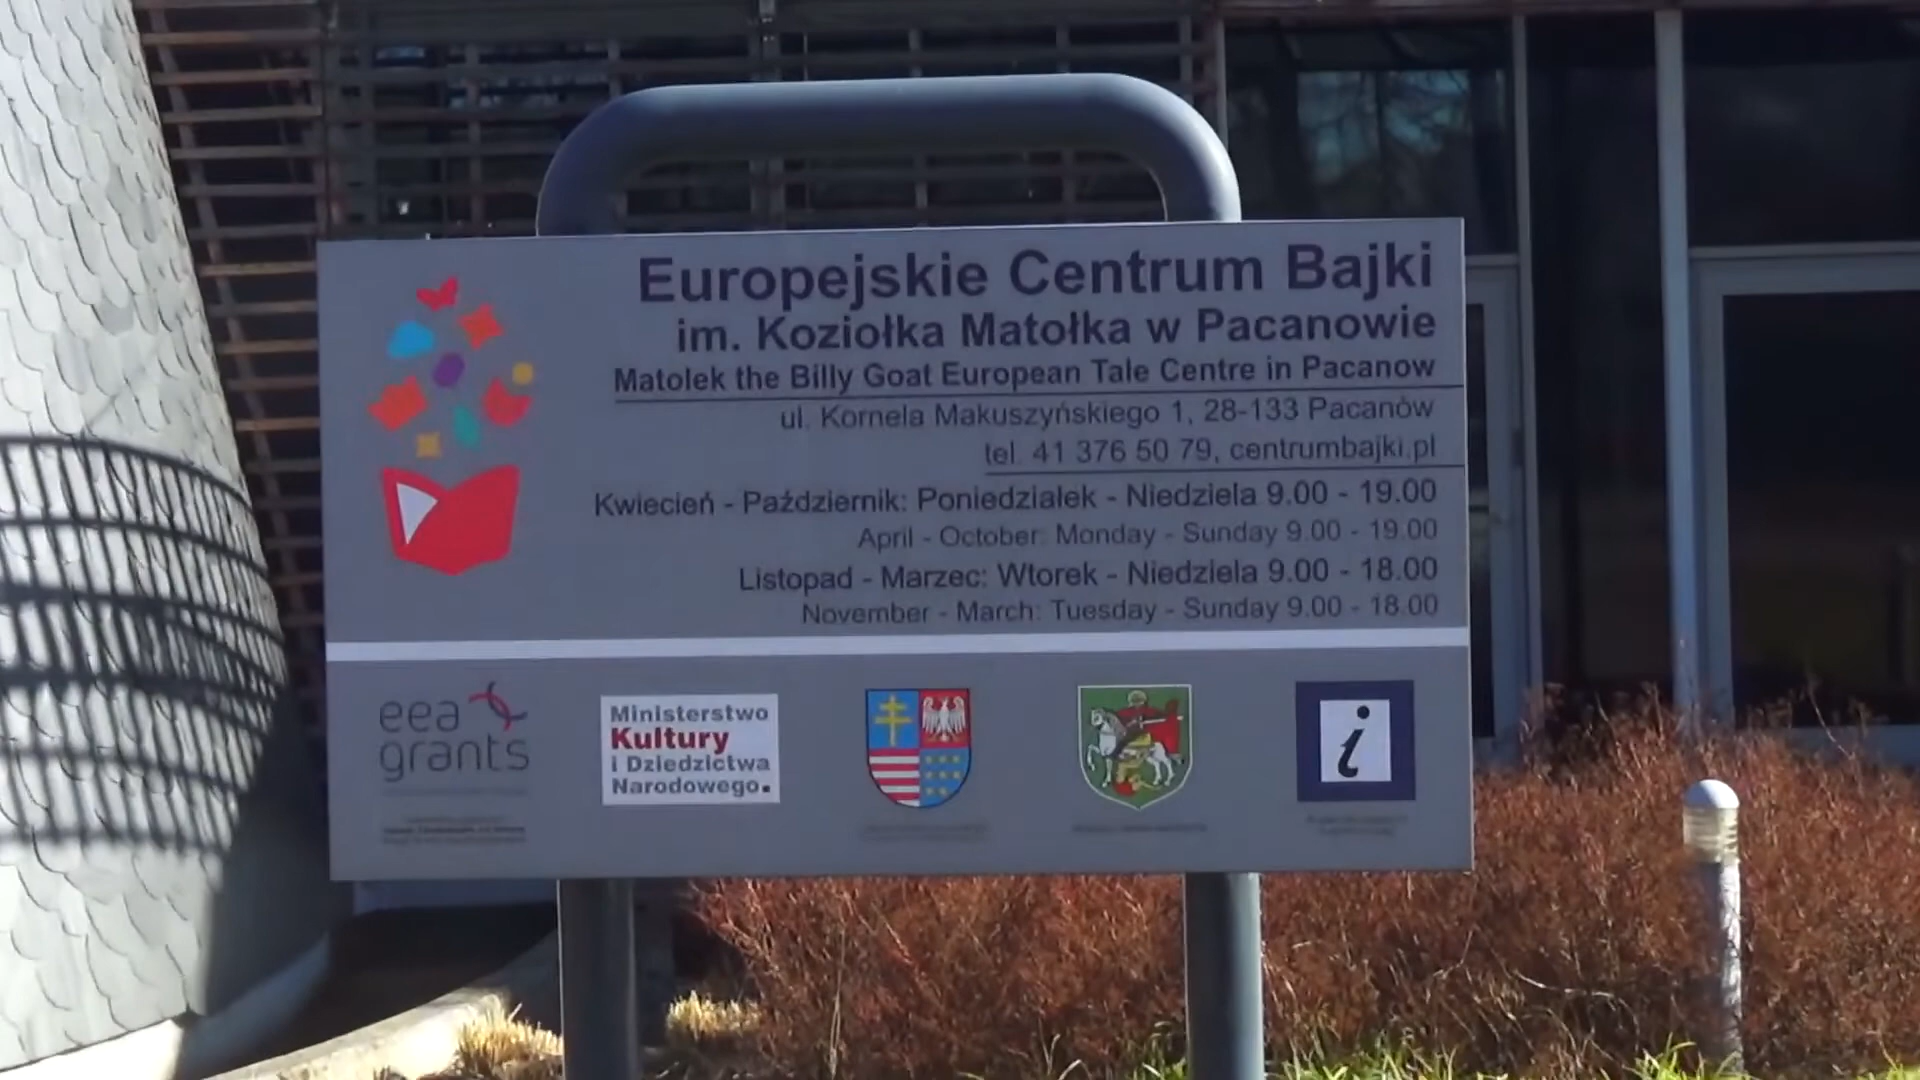 Europejskie Centrum Bajki
im. Koziołka Matołka w Pacanowie
Matolek the Billy Goat European Tale Centre in Pacanow
ul. Kornela Makuszyńskiego 1, 28-133 Pacanów
tel. 41 376 50 79, centrumbajki.pl
Kwiecień - Październik: Poniedziałek - Niedziela 9.00 - 19.00
April - October: Monday - Sunday 9.00 - 19.00
Listopad - Marzec: Wtorek - Niedziela 9.00 - 18.00
November - March: Tuesday - Sunday 9.00 - 18.00
eea
grants
Ministerstwo
Kultury
i Dziedzictwa
Narodowego.
i